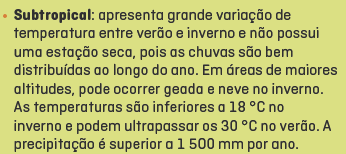 • Subtropical: apresenta grande variação de
temperatura entre verão e inverno e não possui
uma estação seca, pois as chuvas são bem
distribuídas ao longo do ano. Em áreas de maiores
altitudes, pode ocorrer geada e neve no inverno.
As temperaturas são inferiores a 18 °C no
inverno e podem ultrapassar os 30 °C no verão. A
precipitação é superior a 1 500 mm por ano.